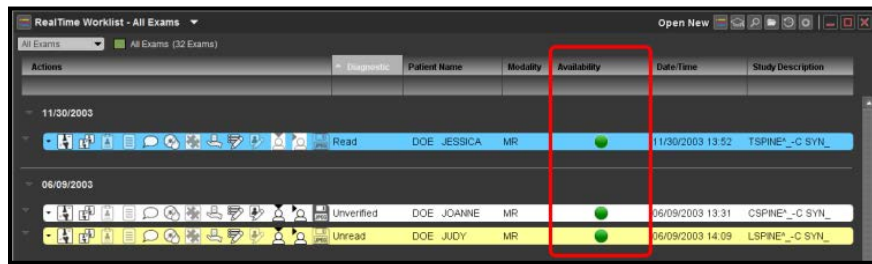 RealTime Worklist - All Exams Open New
All Exams All Exams (32 Exams)
Actions Diagnostic Patient Name Modality Availability Date/Time Study Description
11/30/2003
Read DOE JESSICA MR 11/30/2003 13:52 TSPINE^_-C SYN_
06/09/2003
Unverified DOE JOANNE MR 06/09/2003 13:31 CSPINE^_-C SYN_
Unread DOE JUDY MR 06/09/2003 14:09 LSPINE^_-C SYN_